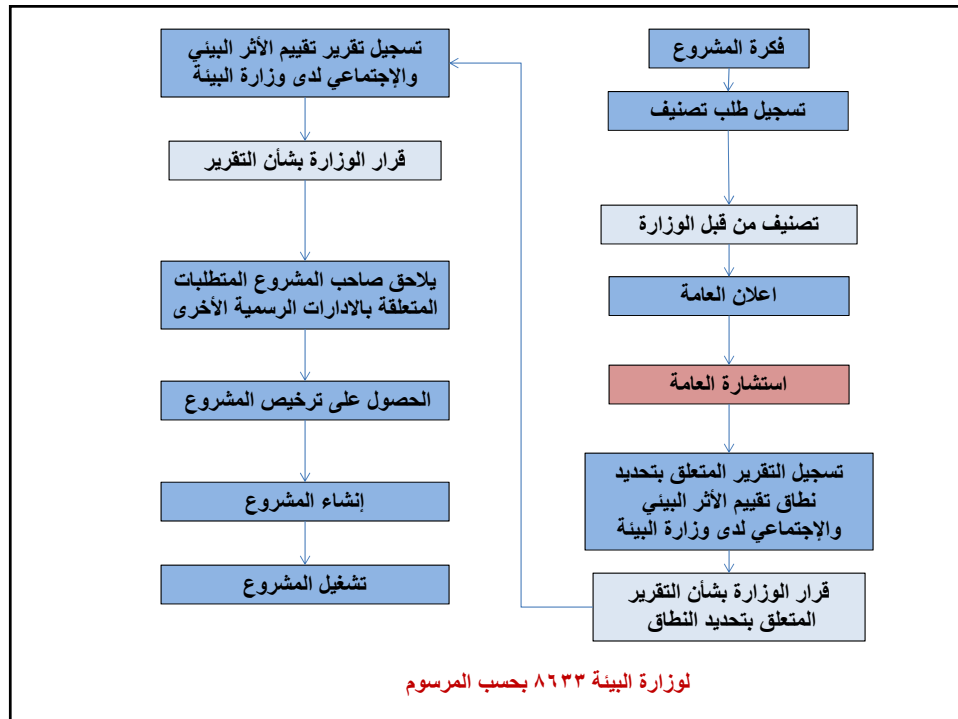 فكرة المشروع
تسجيل طلب تصنيف
تصنيف من قبل الوزارة
اعلان العامة
استشارة العامة
تسجيل التقرير المتعلق بتحديد
نطاق تقييم الأثر البيئي
والإجتماعي لدى وزارة البيئة
قرار الوزارة بشأن التقرير
المتعلق بتحديد النطاق
تسجيل تقرير تقييم الأثر البيئي
والإجتماعي لدى وزارة البيئة
قرار الوزارة بشأن التقرير
يلاحق صاحب المشروع المتطلبات
المتعلقة بالادارات الرسمية الأخرى
الحصول على ترخيص المشروع
إنشاء المشروع
تشغيل المشروع
لوزارة البيئة ٨٦٣٣ بحسب المرسوم